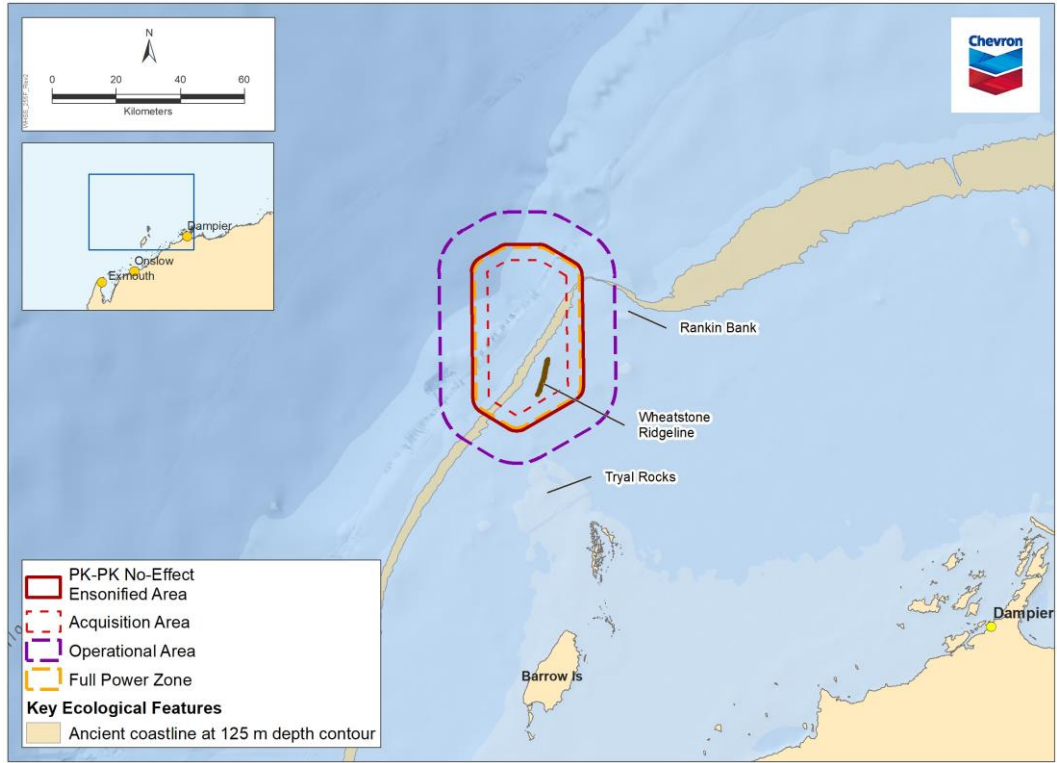 N
0 20 40 60
Kilometers
Chevron
Dampier
Onslow
Exmouth
Rankin Bank
Wheatstone
Ridgeline
Tryal Rocks
Dampier
Barrow Is
PK-PK No-Effect
Ensonified Area
Acquisition Area
Operational Area
Full Power Zone
Key Ecological Features
Ancient coastline at 125 m depth contour